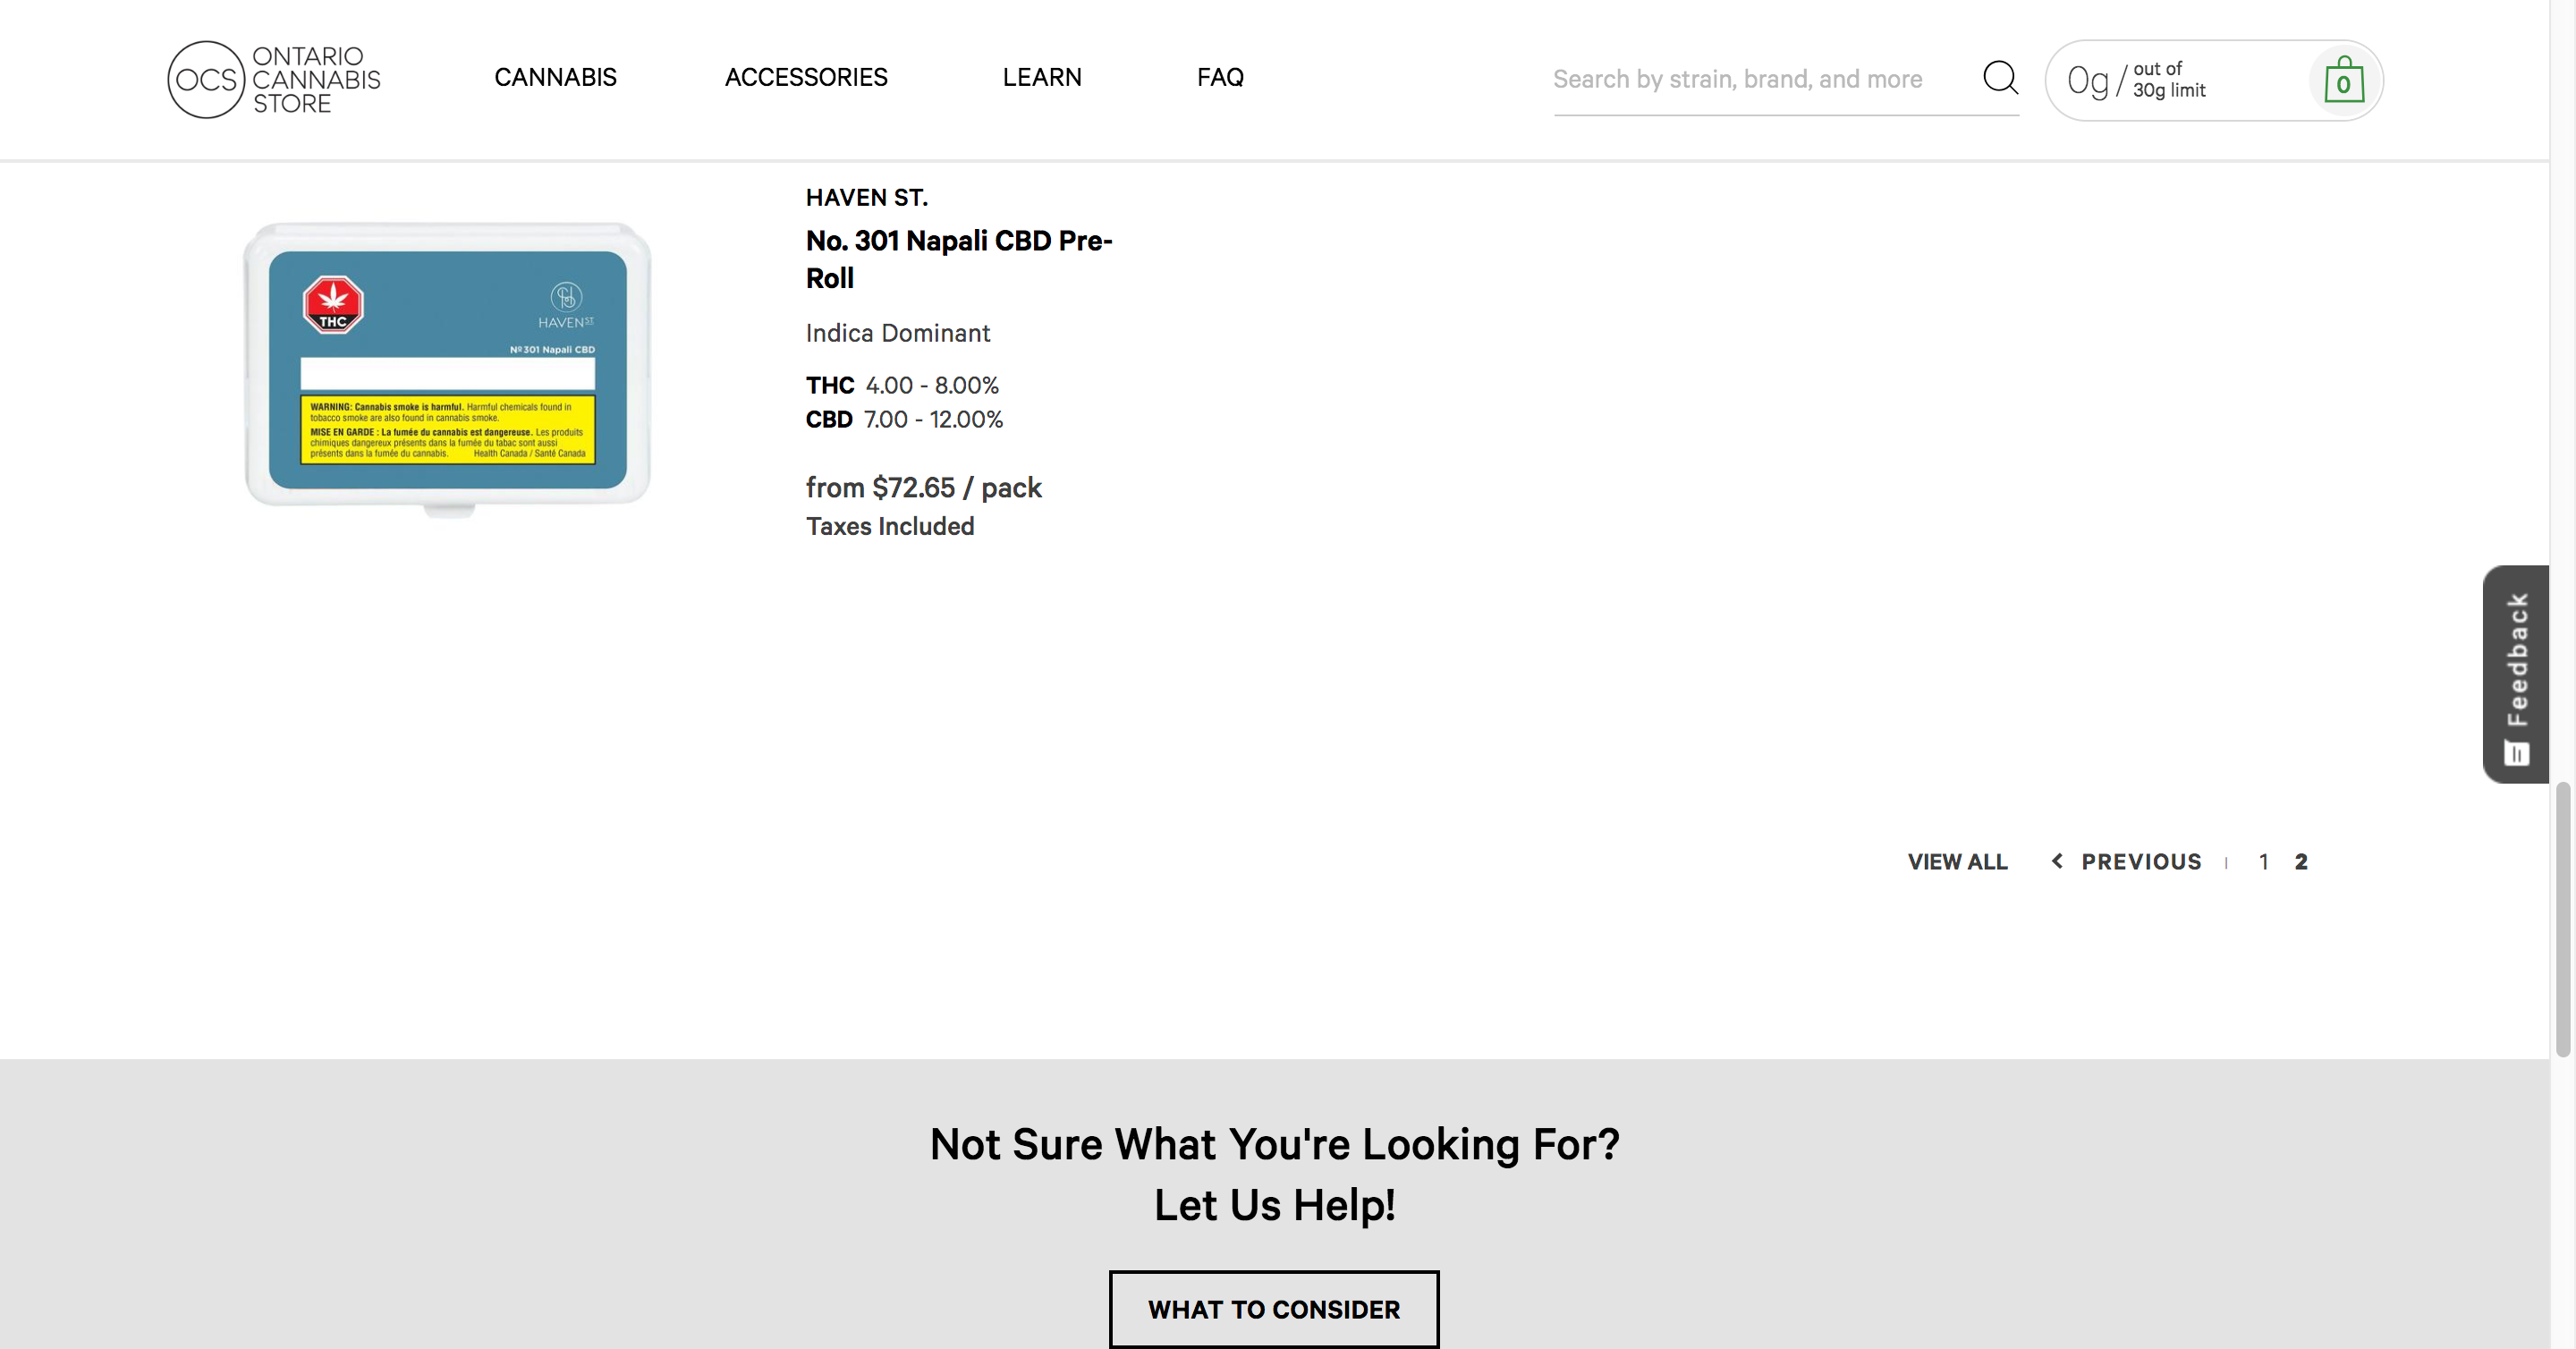 OCS ONTARIO
CANNABIS
STORE
CANNABIS
ACCESSORIES
LEARN
FAQ
Search by strain, brand, and more
0g / out of
30g limit
0
HAVEN ST.
No. 301 Napali CBD Pre-
Roll
Indica Dominant
THC 4.00 - 8.00%
CBD 7.00 - 12.00%
from $72.65 / pack
Taxes Included
THC
HAVEN ST
Nº301 Napali CBD
WARNING: Cannabis smoke is harmful. Harmful chemicals found in
tobacco smoke are also found in cannabis smoke.
MISE EN GARDE : La fumée du cannabis est dangereuse. Les produits
chimiques dangereux présents dans la fumée du tabac sont aussi
présents dans la fumée du cannabis. Health Canada / Santé Canada
Feedback
VIEW ALL < PREVIOUS | 1 2
Not Sure What You're Looking For?
Let Us Help!
WHAT TO CONSIDER